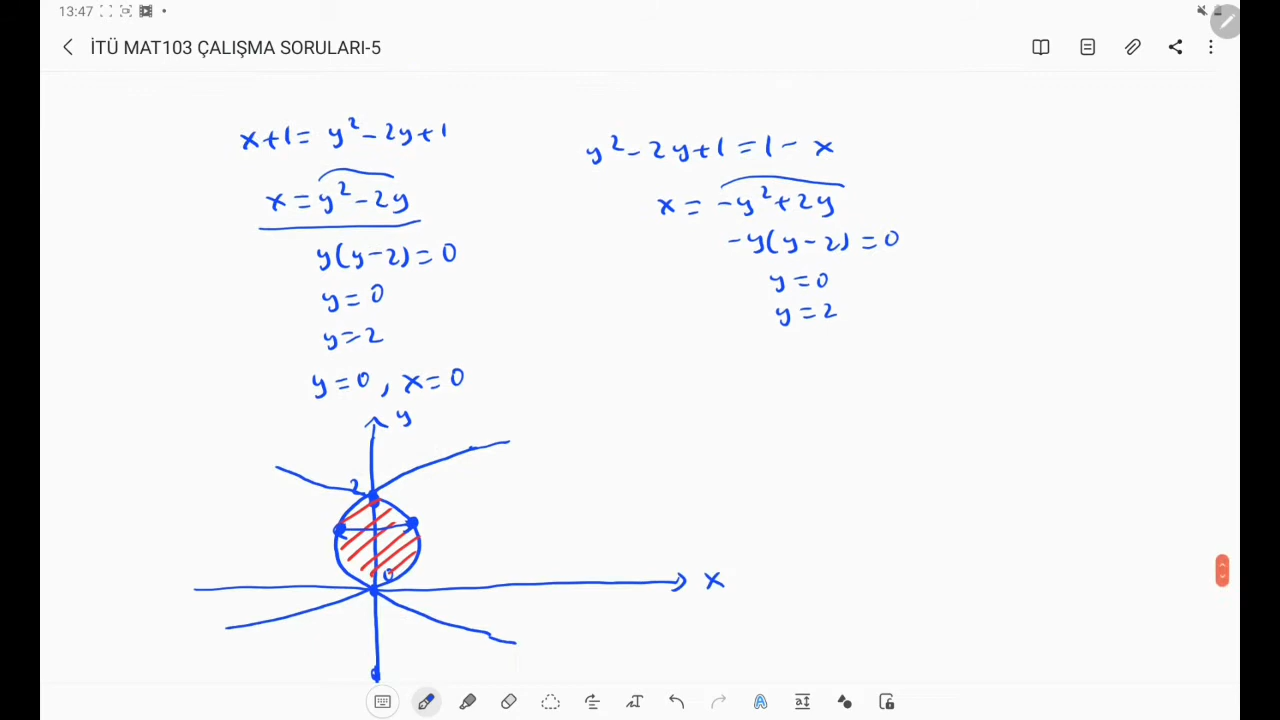 13:47
İTÜ MAT103 ÇALIŞMA SORULARI-5
x+1= y²-2y+1
x = y²-2y
y(y-2)=0
y=0
y=2
y=0, x=0
y²-2y+1=1-x
x= -y²+2y
-y(y-2)=0
y=0
y=2
y
2
0
x